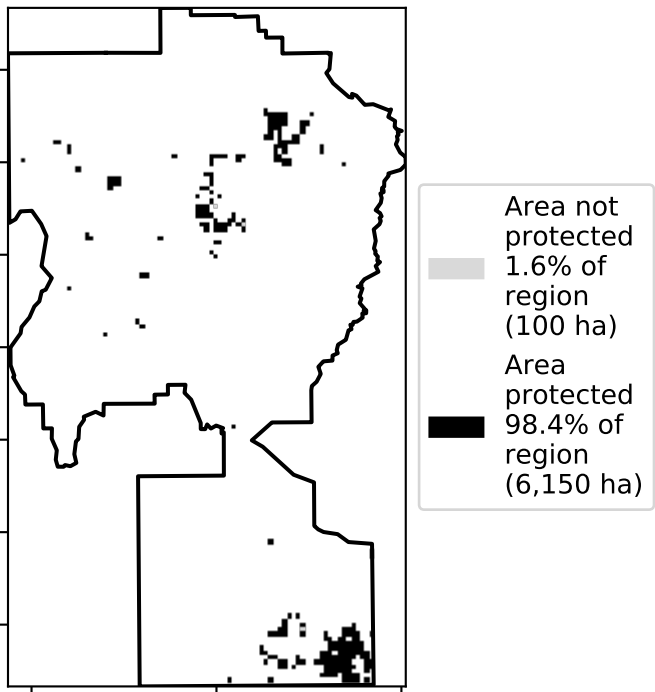 Area not
protected
1.6% of
region
(100 ha)
Area
protected
98.4% of
region
(6,150 ha)